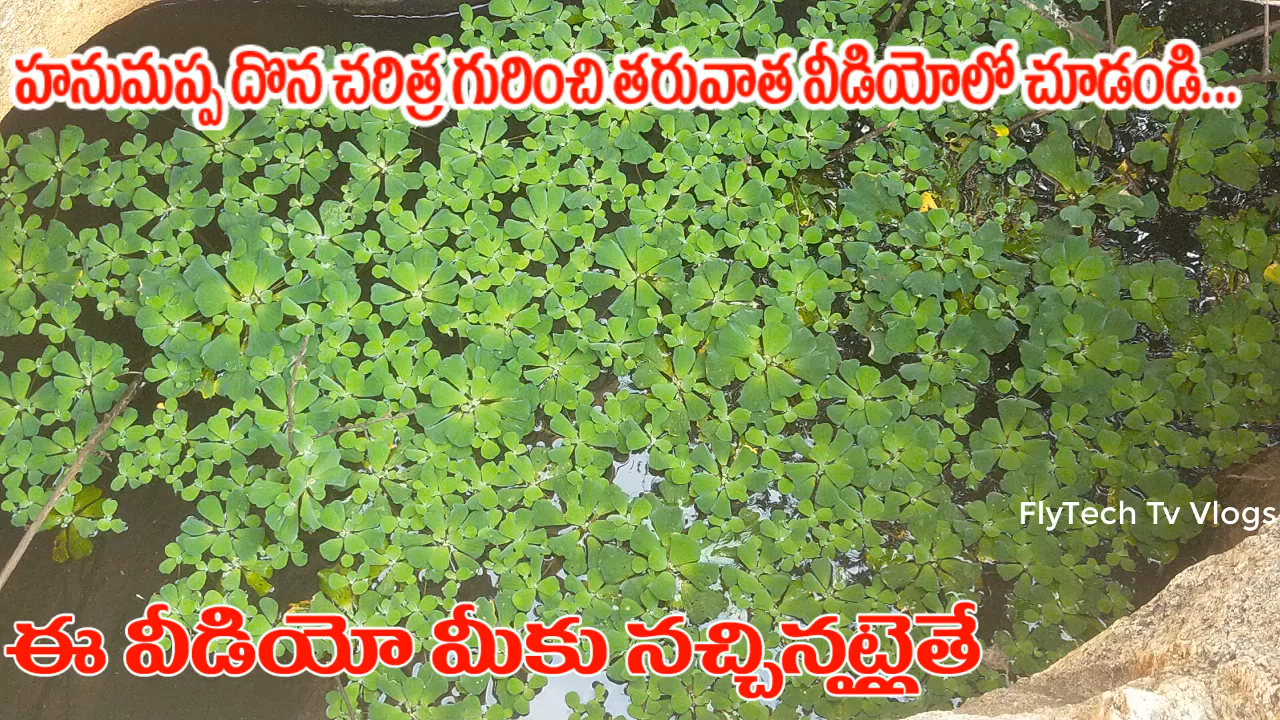 హనుమప్ప దొన చరిత్ర గురించి తరువాత వీడియోలో చూడండి...
FlyTech Tv Vlogs
ఈ వీడియో మీకు నచ్చినట్లైతే